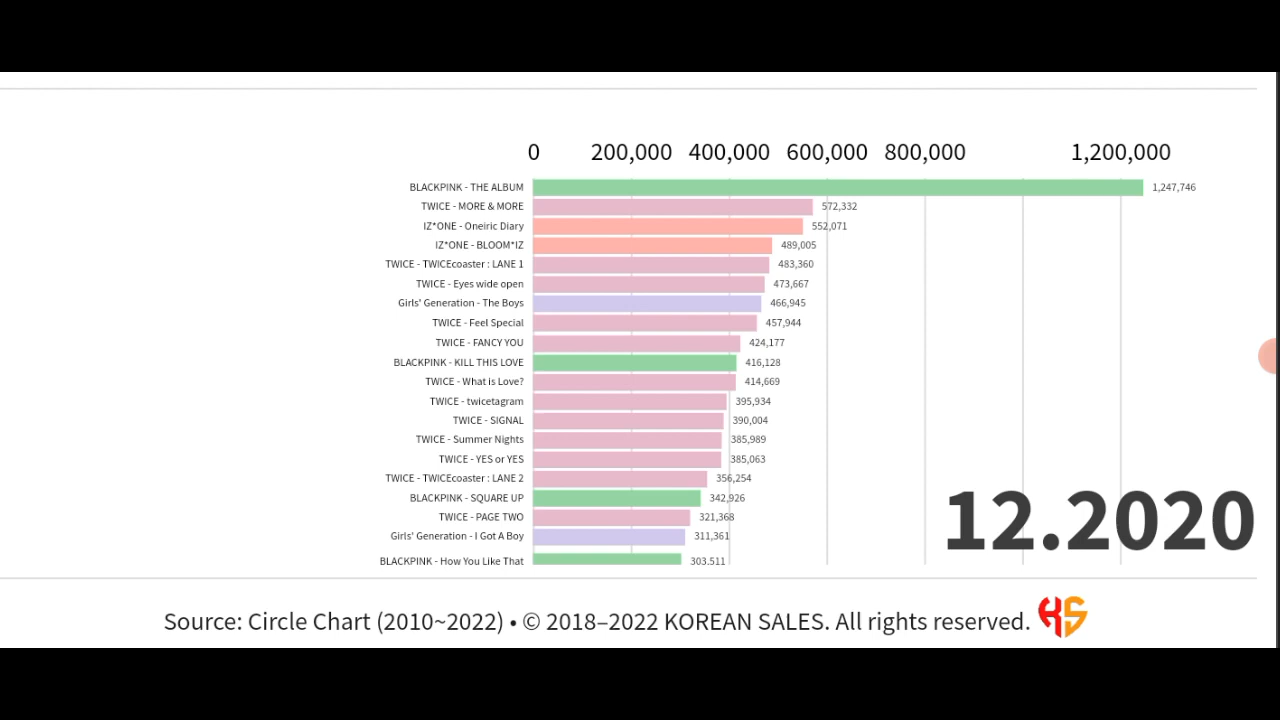 0 200,000 400,000 600,000 800,000 1,200,000
BLACKPINK - THE ALBUM 1,247,746
TWICE - MORE & MORE 572,332
IZ*ONE - Oneiric Diary 552,071
IZ*ONE - BLOOM*IZ 489,005
TWICE - TWICEcoaster : LANE 1 483,360
TWICE - Eyes wide open 473,667
Girls' Generation - The Boys 466,945
TWICE - Feel Special 457,944
TWICE - FANCY YOU 424,177
BLACKPINK - KILL THIS LOVE 416,128
TWICE - What is Love? 414,669
TWICE - twicetagram 395,934
TWICE - SIGNAL 390,004
TWICE - Summer Nights 385,989
TWICE - YES or YES 385,063
TWICE - TWICEcoaster : LANE 2 356,254
BLACKPINK - SQUARE UP 342,926
TWICE - PAGE TWO 321,368
Girls' Generation - I Got A Boy 311,361
BLACKPINK - How You Like That 303,511
12.2020
Source: Circle Chart (2010~2022) • © 2018–2022 KOREAN SALES. All rights reserved. KS